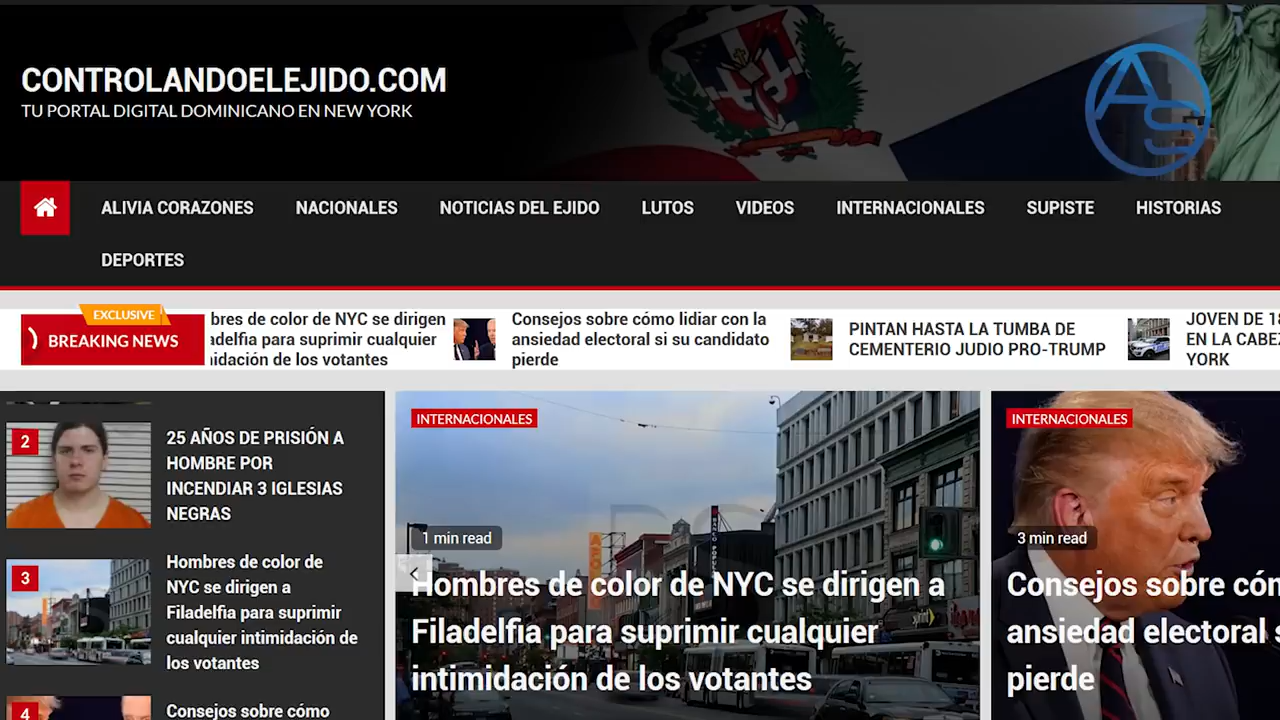 CONTROLANDOELEJIDO.COM
TU PORTAL DIGITAL DOMINICANO EN NEW YORK
AS
ALIVIA CORAZONES NACIONALES NOTICIAS DEL EJIDO LUTOS VIDEOS INTERNACIONALES SUPISTE HISTORIAS
DEPORTES
EXCLUSIVE
BREAKING NEWS
bres de color de NYC se dirigen
adelfia para suprimir cualquier
idación de los votantes
Consejos sobre cómo lidiar con la
ansiedad electoral si su candidato
pierde
PINTAN HASTA LA TUMBA DE
CEMENTERIO JUDIO PRO-TRUMP
JOVEN DE 18
EN LA CABEZ
YORK
2
25 AÑOS DE PRISIÓN A
HOMBRE POR
INCENDIAR 3 IGLESIAS
NEGRAS
3
Hombres de color de
NYC se dirigen a
Filadelfia para suprimir
cualquier intimidación de
los votantes
4
Consejos sobre cómo
INTERNACIONALES
1 min read
Hombres de color de NYC se dirigen a
Filadelfia para suprimir cualquier
intimidación de los votantes
INTERNACIONALES
3 min read
Consejos sobre cón
ansiedad electoral s
pierde